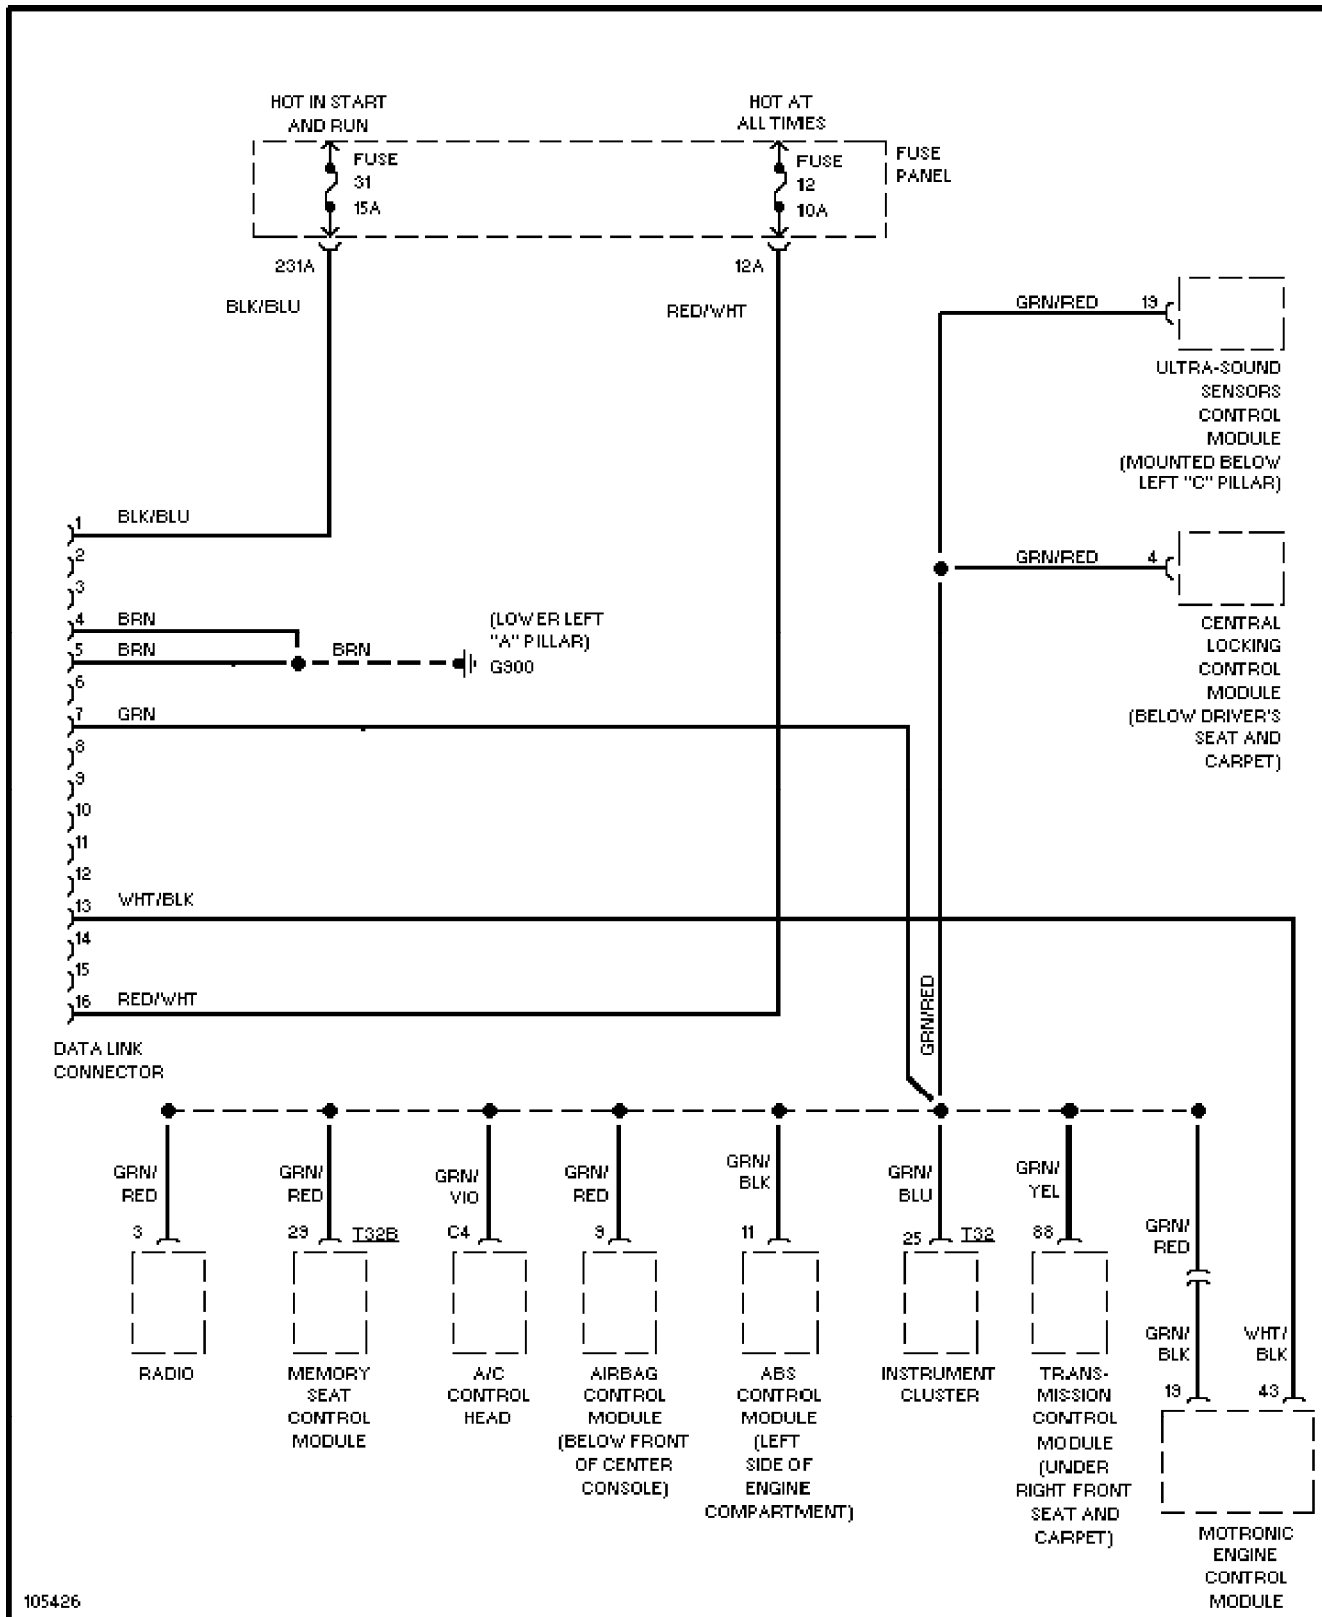 HOT IN START
AND RUN
HOT AT
ALL TIMES
FUSE
31
15A
FUSE
12
10A
FUSE
PANEL
231A
12A
BLK/BLU
RED/WHT
GRN/RED
19
ULTRA-SOUND
SENSORS
CONTROL
MODULE
(MOUNTED BELOW
LEFT "C" PILLAR)
GRN/RED
4
CENTRAL
LOCKING
CONTROL
MODULE
(BELOW DRIVER'S
SEAT AND
CARPET)
1
BLK/BLU
2
3
4
BRN
5
BRN
BRN
(LOWER LEFT
"A" PILLAR)
G900
6
7
GRN
8
9
10
11
12
13
WHT/BLK
14
15
16
RED/WHT
DATA LINK
CONNECTOR
GRN/RED
GRN/
RED
3
RADIO
GRN/
RED
29
T32B
MEMORY
SEAT
CONTROL
MODULE
GRN/
VIO
C4
A/C
CONTROL
HEAD
GRN/
RED
9
AIRBAG
CONTROL
MODULE
(BELOW FRONT
OF CENTER
CONSOLE)
GRN/
BLK
11
ABS
CONTROL
MODULE
(LEFT
SIDE OF
ENGINE
COMPARTMENT)
GRN/
BLU
25
T32
INSTRUMENT
CLUSTER
GRN/
YEL
88
TRANS-
MISSION
CONTROL
MODULE
(UNDER
RIGHT FRONT
SEAT AND
CARPET)
GRN/
RED
GRN/
BLK
19
WHT/
BLK
43
MOTRONIC
ENGINE
CONTROL
MODULE
105426